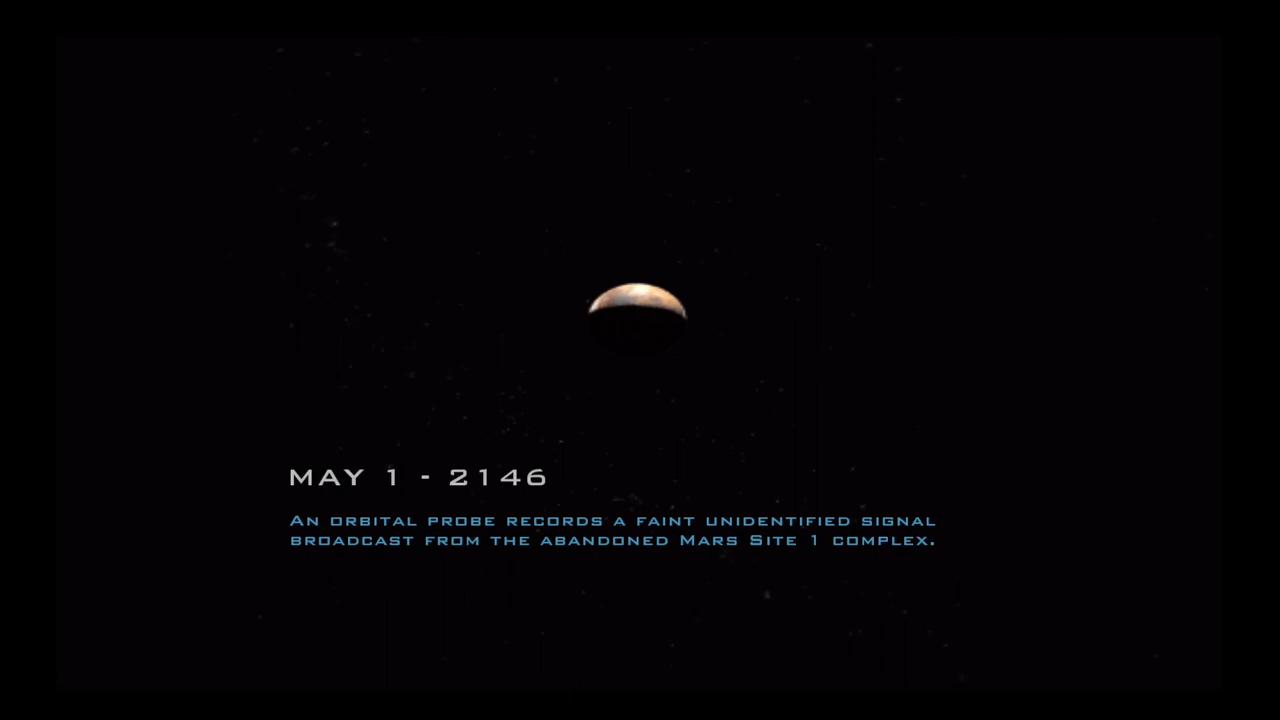 MAY 1 - 2146
An orbital probe records a faint unidentified signal
broadcast from the abandoned Mars Site 1 complex.